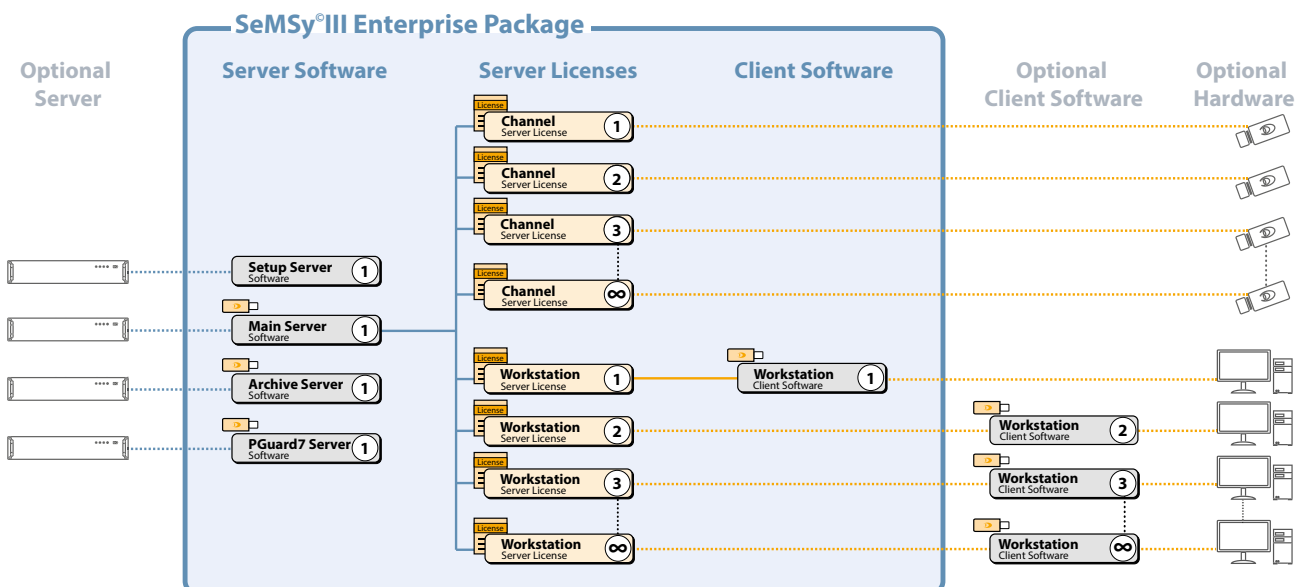 SeMSy©III Enterprise Package
Optional
Server
Server Software
Server Licenses
Client Software
Optional
Client Software
Optional
Hardware
License
Channel
Server License
1
License
Channel
Server License
2
License
Channel
Server License
3
Setup Server
Software
1
License
Channel
Server License
∞
Main Server
Software
1
License
Workstation
Server License
1
Workstation
Client Software
1
Archive Server
Software
1
License
Workstation
Server License
2
Workstation
Client Software
2
PGuard7 Server
Software
1
License
Workstation
Server License
3
Workstation
Client Software
3
License
Workstation
Server License
∞
Workstation
Client Software
∞